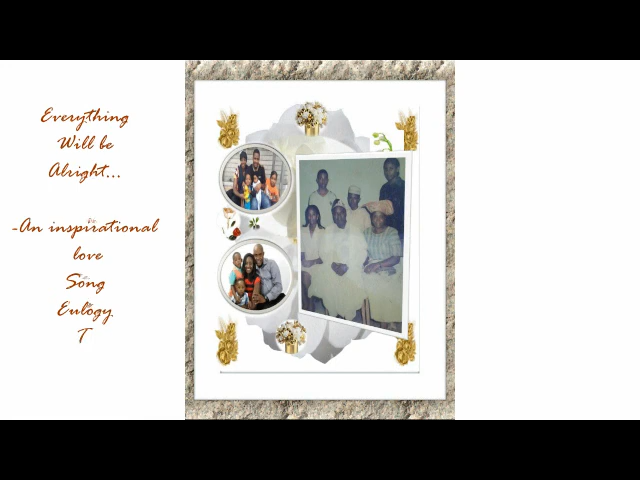 Everything
Will be
Alright...
-An inspirational
love
Song
Eulogy
T